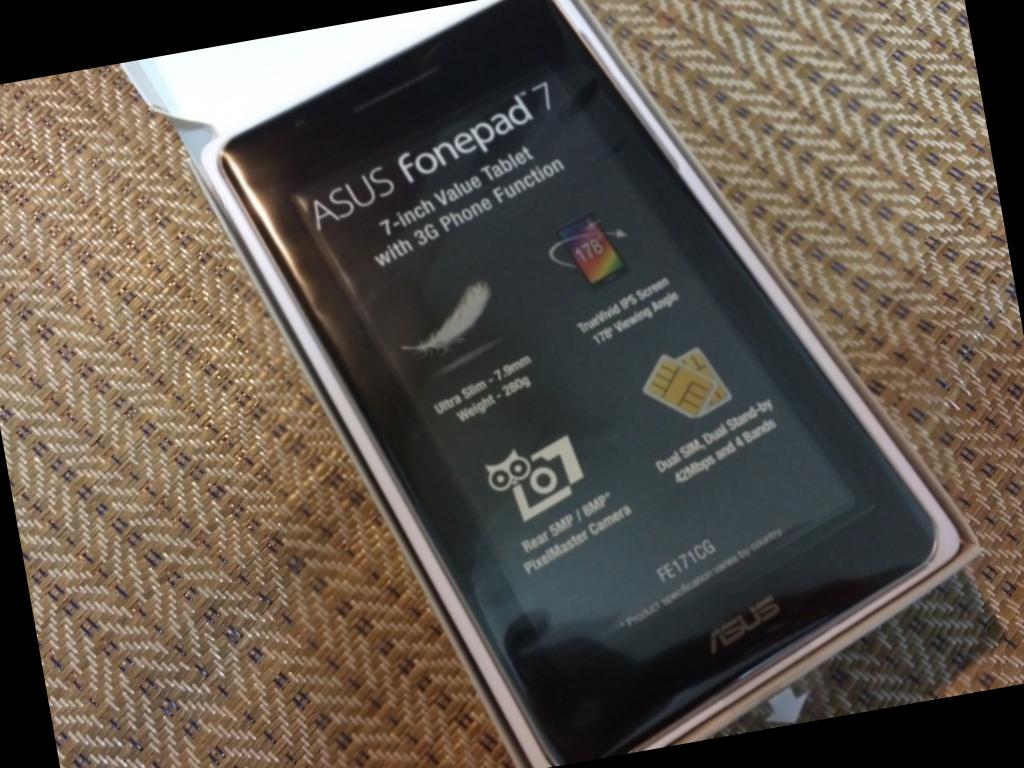 ASUS Fonepad™ 7
7-inch Value Tablet
with 3G Phone Function
178°
TrueVivid IPS Screen
178° Viewing Angle
Ultra Slim - 7.9mm
Weight - 280g
Dual SIM, Dual Stand-by
42Mbps and 4 Bands
Rear 5MP / 8MP*
PixelMaster Camera
FE171CG
* Product specification varies by country.
ASUS